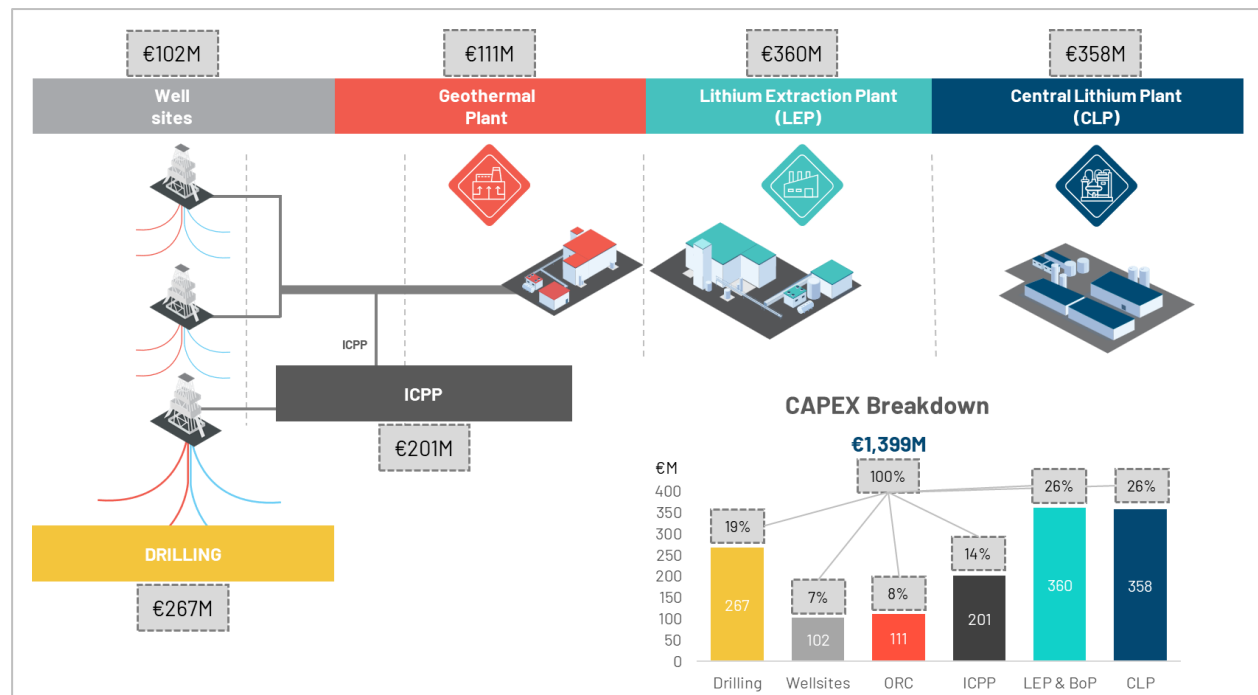 €102M
€111M
€360M
€358M
Well
sites
Geothermal
Plant
Lithium Extraction Plant
(LEP)
Central Lithium Plant
(CLP)
ICPP
ICPP
€201M
DRILLING
€267M
CAPEX Breakdown
€1,399M
€M
100%
26%
26%
19%
14%
7%
8%
400
350
300
250
200
150
100
50
0
267
102
111
201
360
358
Drilling
Wellsites
ORC
ICPP
LEP & BoP
CLP